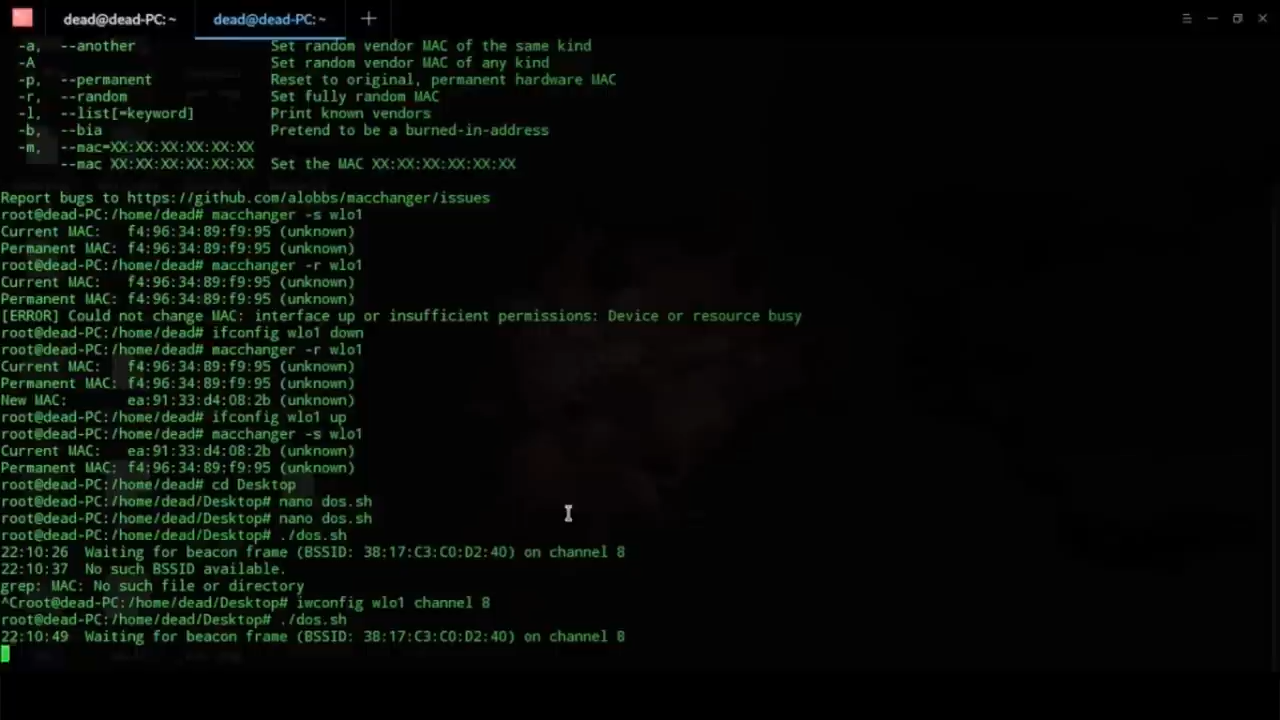 dead@dead-PC: ~ dead@dead-PC: ~
-a, --another Set random vendor MAC of the same kind
-A Set random vendor MAC of any kind
-p, --permanent Reset to original, permanent hardware MAC
-r, --random Set fully random MAC
-l, --list[=keyword] Print known vendors
-b, --bia Pretend to be a burned-in-address
-m, --mac=XX:XX:XX:XX:XX:XX
--mac XX:XX:XX:XX:XX:XX Set the MAC XX:XX:XX:XX:XX:XX
Report bugs to https://github.com/alobbs/macchanger/issues
root@dead-PC:/home/dead# macchanger -s wlo1
Current MAC: f4:96:34:89:f9:95 (unknown)
Permanent MAC: f4:96:34:89:f9:95 (unknown)
root@dead-PC:/home/dead# macchanger -r wlo1
Current MAC: f4:96:34:89:f9:95 (unknown)
Permanent MAC: f4:96:34:89:f9:95 (unknown)
[ERROR] Could not change MAC: interface up or insufficient permissions: Device or resource busy
root@dead-PC:/home/dead# ifconfig wlo1 down
root@dead-PC:/home/dead# macchanger -r wlo1
Current MAC: f4:96:34:89:f9:95 (unknown)
Permanent MAC: f4:96:34:89:f9:95 (unknown)
New MAC: ea:91:33:d4:08:2b (unknown)
root@dead-PC:/home/dead# ifconfig wlo1 up
root@dead-PC:/home/dead# macchanger -s wlo1
Current MAC: ea:91:33:d4:08:2b (unknown)
Permanent MAC: f4:96:34:89:f9:95 (unknown)
root@dead-PC:/home/dead# cd Desktop
root@dead-PC:/home/dead/Desktop# nano dos.sh
root@dead-PC:/home/dead/Desktop# nano dos.sh
root@dead-PC:/home/dead/Desktop# ./dos.sh
22:10:26 Waiting for beacon frame (BSSID: 38:17:C3:C0:D2:40) on channel 8
22:10:37 No such BSSID available.
grep: MAC: No such file or directory
^Croot@dead-PC:/home/dead/Desktop# iwconfig wlo1 channel 8
root@dead-PC:/home/dead/Desktop# ./dos.sh
22:10:49 Waiting for beacon frame (BSSID: 38:17:C3:C0:D2:40) on channel 8